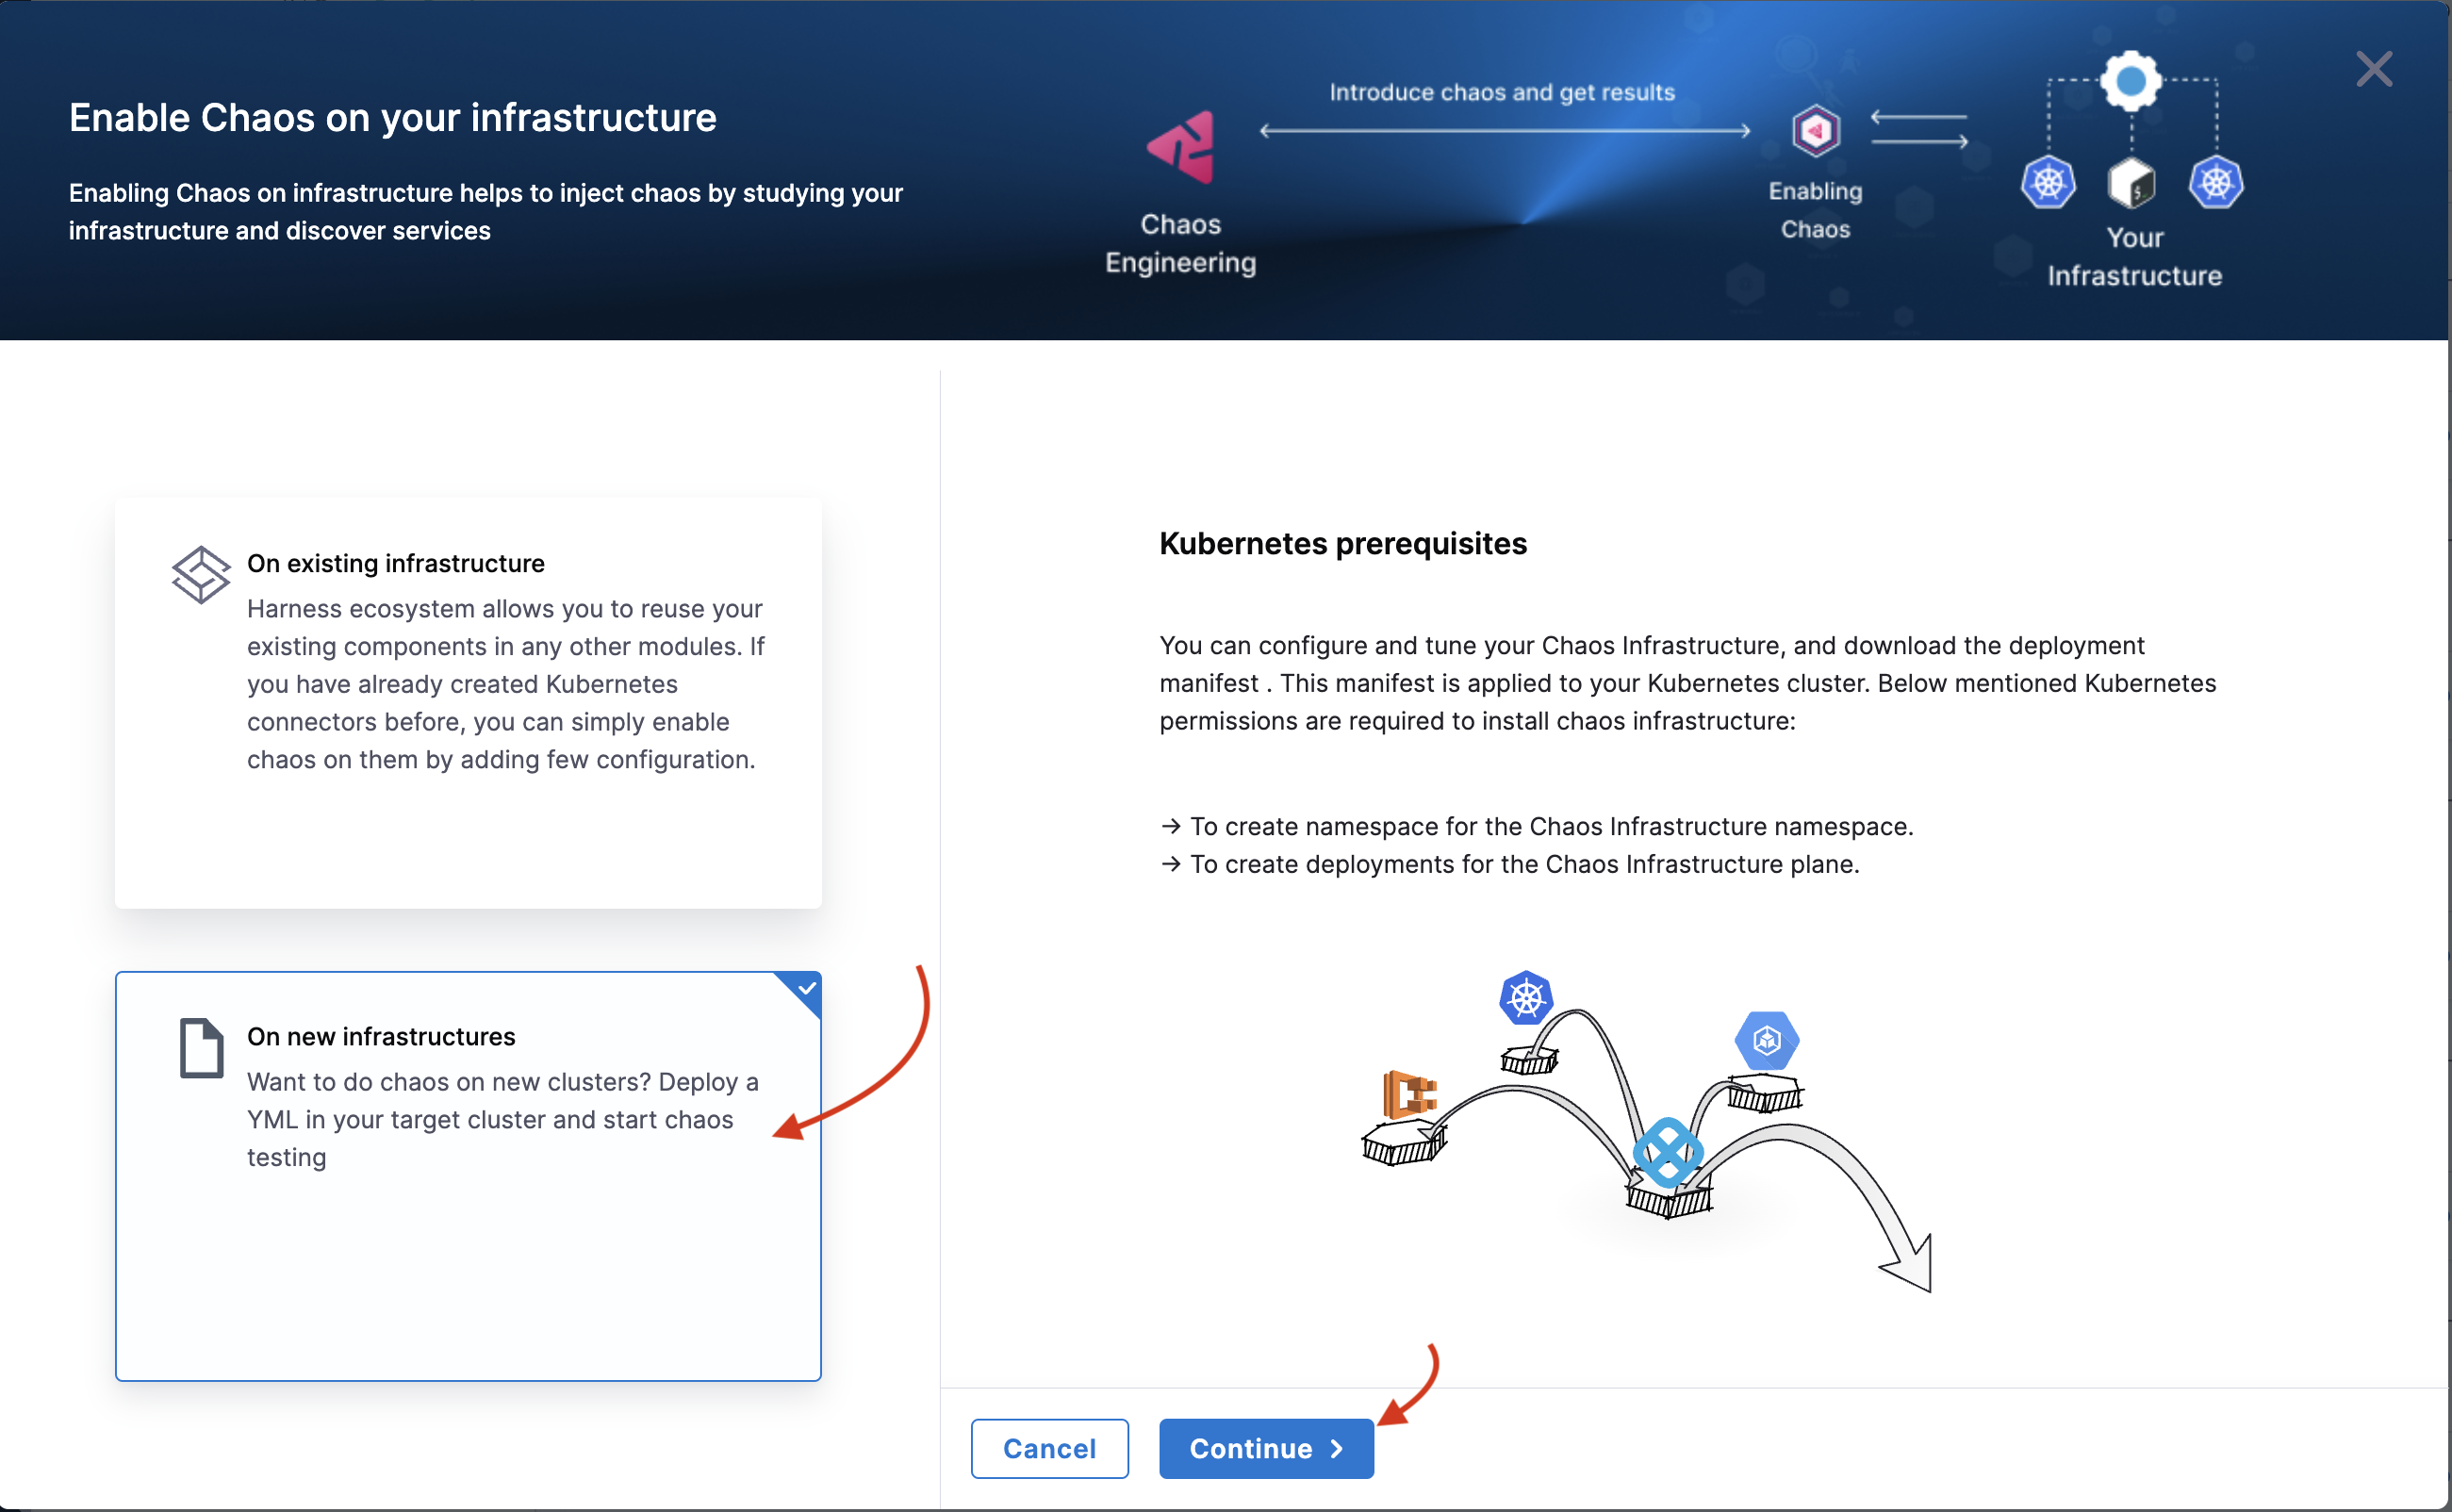 Enable Chaos on your infrastructure
Enabling Chaos on infrastructure helps to inject chaos by studying your
infrastructure and discover services
Introduce chaos and get results
Chaos
Engineering
Enabling
Chaos
Your
Infrastructure
On existing infrastructure
Harness ecosystem allows you to reuse your
existing components in any other modules. If
you have already created Kubernetes
connectors before, you can simply enable
chaos on them by adding few configuration.
On new infrastructures
Want to do chaos on new clusters? Deploy a
YML in your target cluster and start chaos
testing
Kubernetes prerequisites
You can configure and tune your Chaos Infrastructure, and download the deployment
manifest . This manifest is applied to your Kubernetes cluster. Below mentioned Kubernetes
permissions are required to install chaos infrastructure:
→ To create namespace for the Chaos Infrastructure namespace.
→ To create deployments for the Chaos Infrastructure plane.
Cancel
Continue